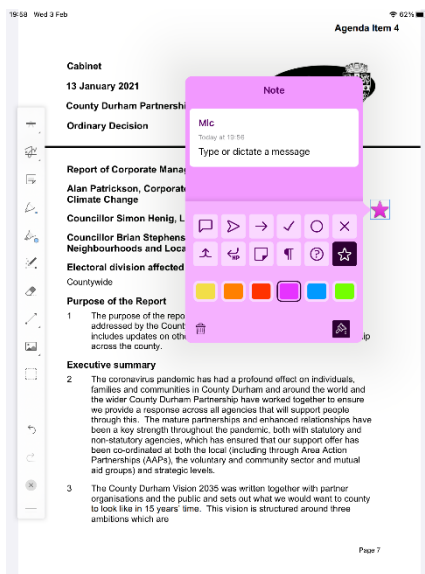 19:58 Wed 3 Feb
62%
Agenda Item 4
Cabinet
13 January 2021
County Durham Partnershi
Ordinary Decision
Note
Mic
Today at 19:56
Type or dictate a message
NP
Report of Corporate Manag
Alan Patrickson, Corporat
Climate Change
Councillor Simon Henig, L
Councillor Brian Stephens
Neighbourhoods and Loca
Electoral division affected
Countywide
Purpose of the Report
1 The purpose of the repo
addressed by the Count
includes updates on oth ip
across the county.
Executive summary
2 The coronavirus pandemic has had a profound effect on individuals,
families and communities in County Durham and around the world and
the wider County Durham Partnership have worked together to ensure
we provide a response across all agencies that will support people
through this. The mature partnerships and enhanced relationships have
been a key strength throughout the pandemic, both with statutory and
non-statutory agencies, which has ensured that our support offer has
been co-ordinated at both the local (including through Area Action
Partnerships (AAPs), the voluntary and community sector and mutual
aid groups) and strategic levels.
3 The County Durham Vision 2035 was written together with partner
organisations and the public and sets out what we would want to county
to look like in 15 years' time. This vision is structured around three
ambitions which are
Page 7